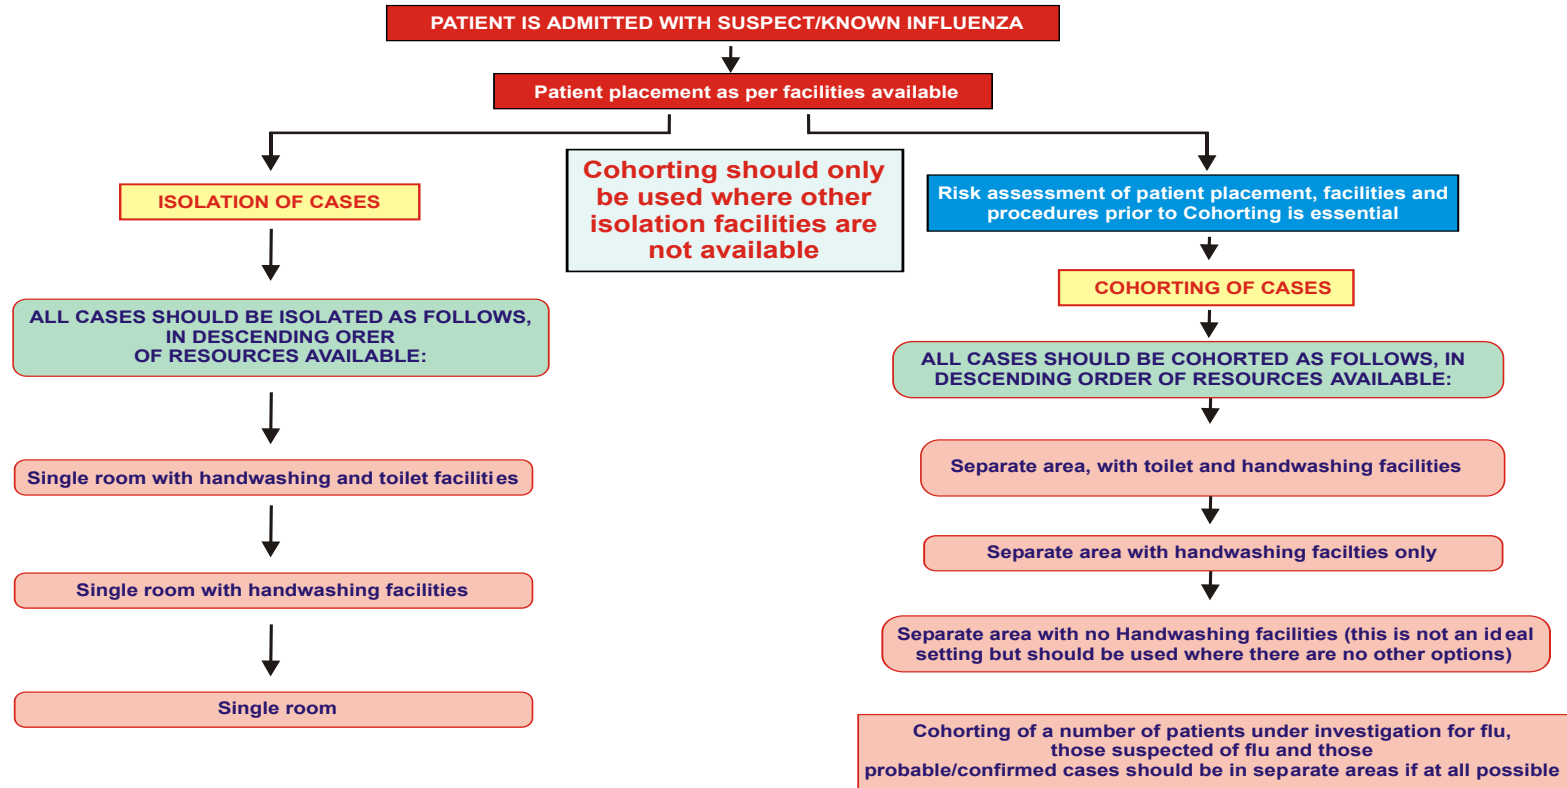 PATIENT IS ADMITTED WITH SUSPECT/KNOWN INFLUENZA
Patient placement as per facilities available
Cohorting should only
be used where other
isolation facilities are
not available
ISOLATION OF CASES
ALL CASES SHOULD BE ISOLATED AS FOLLOWS,
IN DESCENDING ORER
OF RESOURCES AVAILABLE:
Single room with handwashing and toilet facilities
Single room with handwashing facilities
Single room
Risk assessment of patient placement, facilities and
procedures prior to Cohorting is essential
COHORTING OF CASES
ALL CASES SHOULD BE COHORTED AS FOLLOWS, IN
DESCENDING ORDER OF RESOURCES AVAILABLE:
Separate area, with toilet and handwashing facilities
Separate area with handwashing facilties only
Separate area with no Handwashing facilities (this is not an ideal
setting but should be used where there are no other options)
Cohorting of a number of patients under investigation for flu,
those suspected of flu and those
probable/confirmed cases should be in separate areas if at all possible